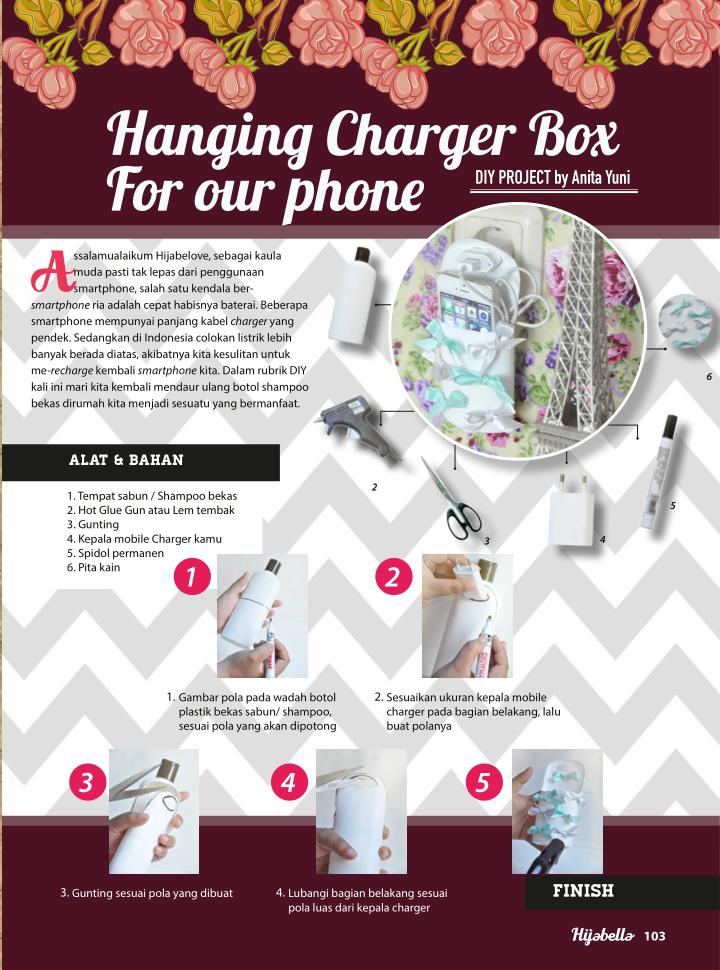 Hanging Charger Box
For our phone
DIY PROJECT by Anita Yuni
Assalamualaikum Hijabelove, sebagai kaula
muda pasti tak lepas dari penggunaan
smartphone, salah satu kendala ber-
smartphone ria adalah cepat habisnya baterai. Beberapa
smartphone mempunyai panjang kabel charger yang
pendek. Sedangkan di Indonesia colokan listrik lebih
banyak berada diatas, akibatnya kita kesulitan untuk
me-recharge kembali smartphone kita. Dalam rubrik DIY
kali ini mari kita kembali mendaur ulang botol shampoo
bekas dirumah kita menjadi sesuatu yang bermanfaat.
6
2
3
4
5
ALAT & BAHAN
1. Tempat sabun / Shampoo bekas
2. Hot Glue Gun atau Lem tembak
3. Gunting
4. Kepala mobile Charger kamu
5. Spidol permanen
6. Pita kain
1
1. Gambar pola pada wadah botol
plastik bekas sabun/ shampoo,
sesuai pola yang akan dipotong
2
2. Sesuaikan ukuran kepala mobile
charger pada bagian belakang, lalu
buat polanya
3
3. Gunting sesuai pola yang dibuat
4
4. Lubangi bagian belakang sesuai
pola luas dari kepala charger
5
FINISH
Hijabella 103